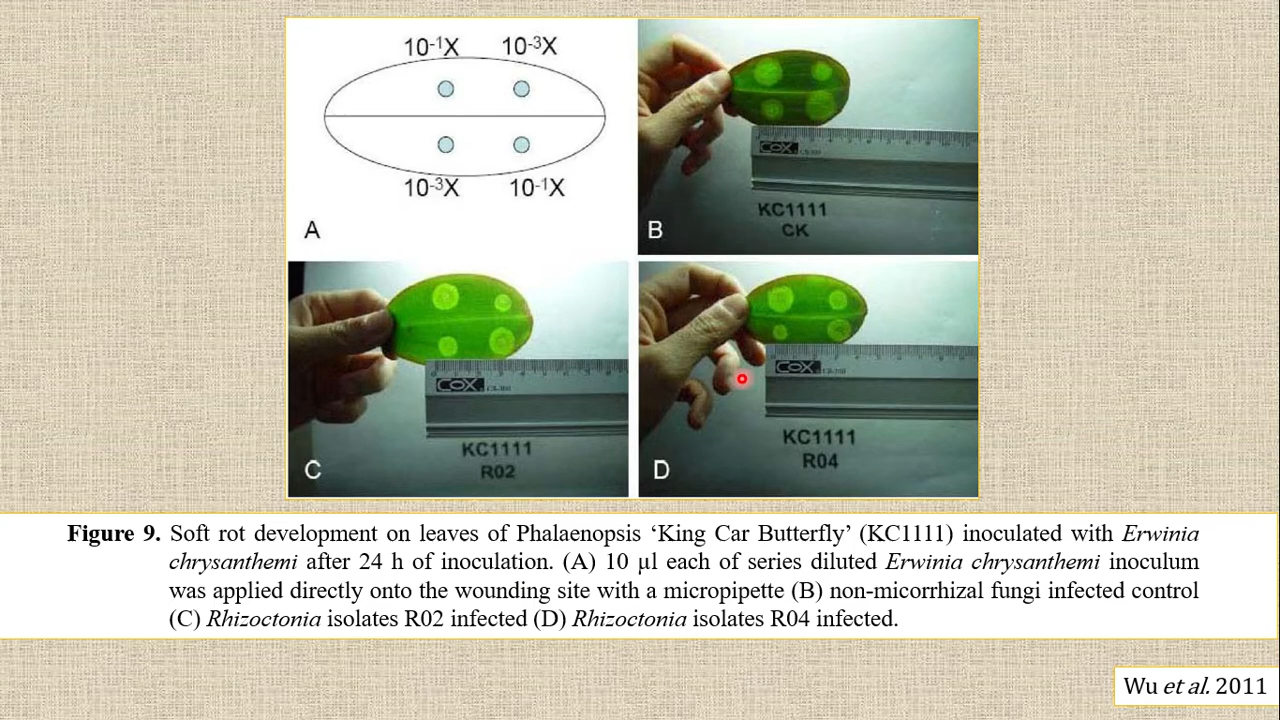 10⁻¹X 10⁻³X
10⁻³X 10⁻¹X
A
COX
KC1111
CK
B
COX
KC1111
R02
C
COX
KC1111
R04
D
Figure 9. Soft rot development on leaves of Phalaenopsis ‘King Car Butterfly’ (KC1111) inoculated with Erwinia
chrysanthemi after 24 h of inoculation. (A) 10 µl each of series diluted Erwinia chrysanthemi inoculum
was applied directly onto the wounding site with a micropipette (B) non-micorrhizal fungi infected control
(C) Rhizoctonia isolates R02 infected (D) Rhizoctonia isolates R04 infected.
Wu et al. 2011